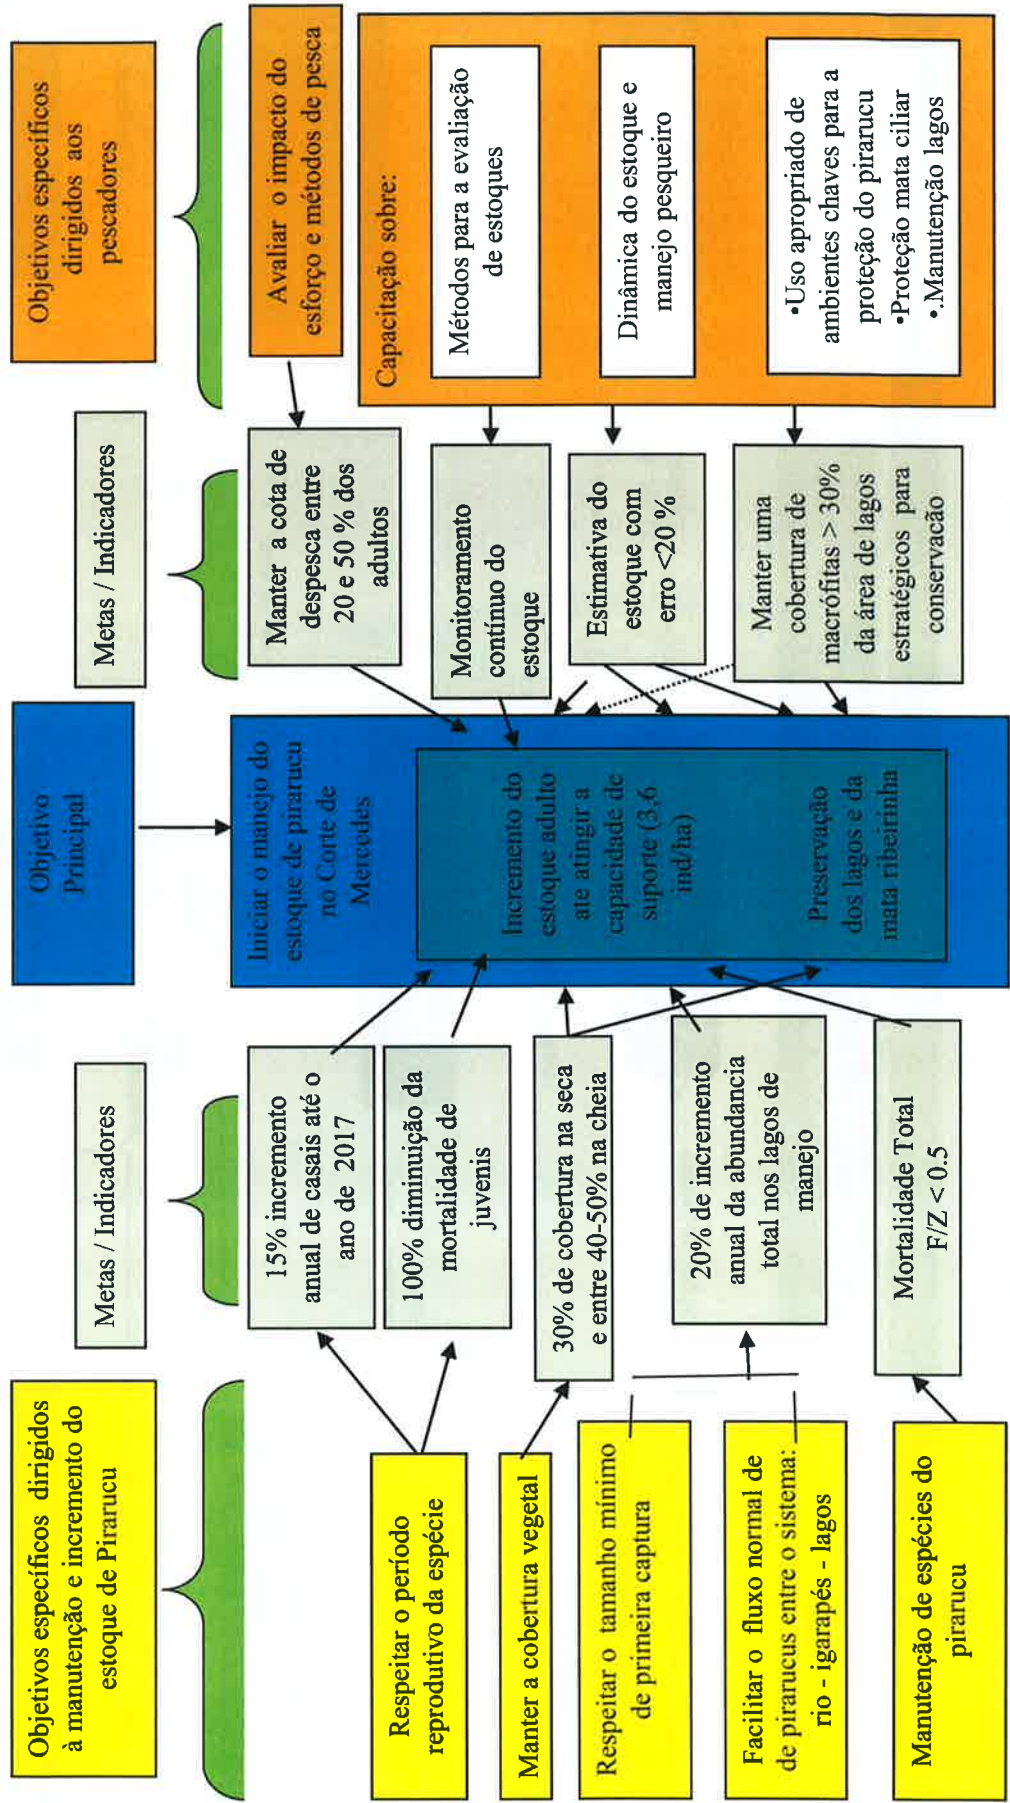 Objetivos específicos dirigidos
à manutenção e incremento do
estoque de Pirarucu
Metas / Indicadores
Objetivo
Principal
Metas / Indicadores
Objetivos específicos
dirigidos aos
pescadores
Respeitar o período
reprodutivo da espécie
Manter a cobertura vegetal
Respeitar o tamanho mínimo
de primeira captura
Facilitar o fluxo normal de
de pirarucus entre o sistema:
rio - igarapés - lagos
Manutenção de espécies do
pirarucu
15% incremento
anual de casais até o
ano de 2017
100% diminuição da
mortalidade de
juvenis
30% de cobertura na seca
e entre 40-50% na cheia
20% de incremento
anual da abundancia
total nos lagos de
manejo
Mortalidade Total
F/Z < 0.5
Iniciar o manejo do
estoque de pirarucu
no Corte de
Mercedes
Incremento do
estoque adulto
ate atingir a
capacidade de
suporte (3,6
ind/ha)
Preservação
dos lagos e da
mata ribeirinha
Manter a cota de
despesca entre
20 e 50 % dos
adultos
Monitoramento
contínuo do
estoque
Estimativa do
estoque com
erro <20 %
Manter uma
cobertura de
macrófitas > 30%
da área de lagos
estratégicos para
conservação
Avaliar o impacto do
esforço e métodos de pesca
Capacitação sobre:
Métodos para a evaliação
de estoques
Dinâmica do estoque e
manejo pesqueiro
•Uso apropriado de
ambientes chaves para a
proteção do pirarucu
•Proteção mata ciliar
•.Manutenção lagos